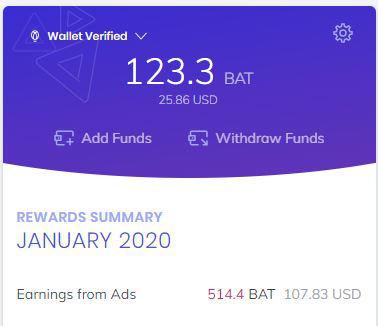 Wallet Verified
123.3 BAT
25.86 USD
Add Funds Withdraw Funds
REWARDS SUMMARY
JANUARY 2020
Earnings from Ads 514.4 BAT 107.83 USD